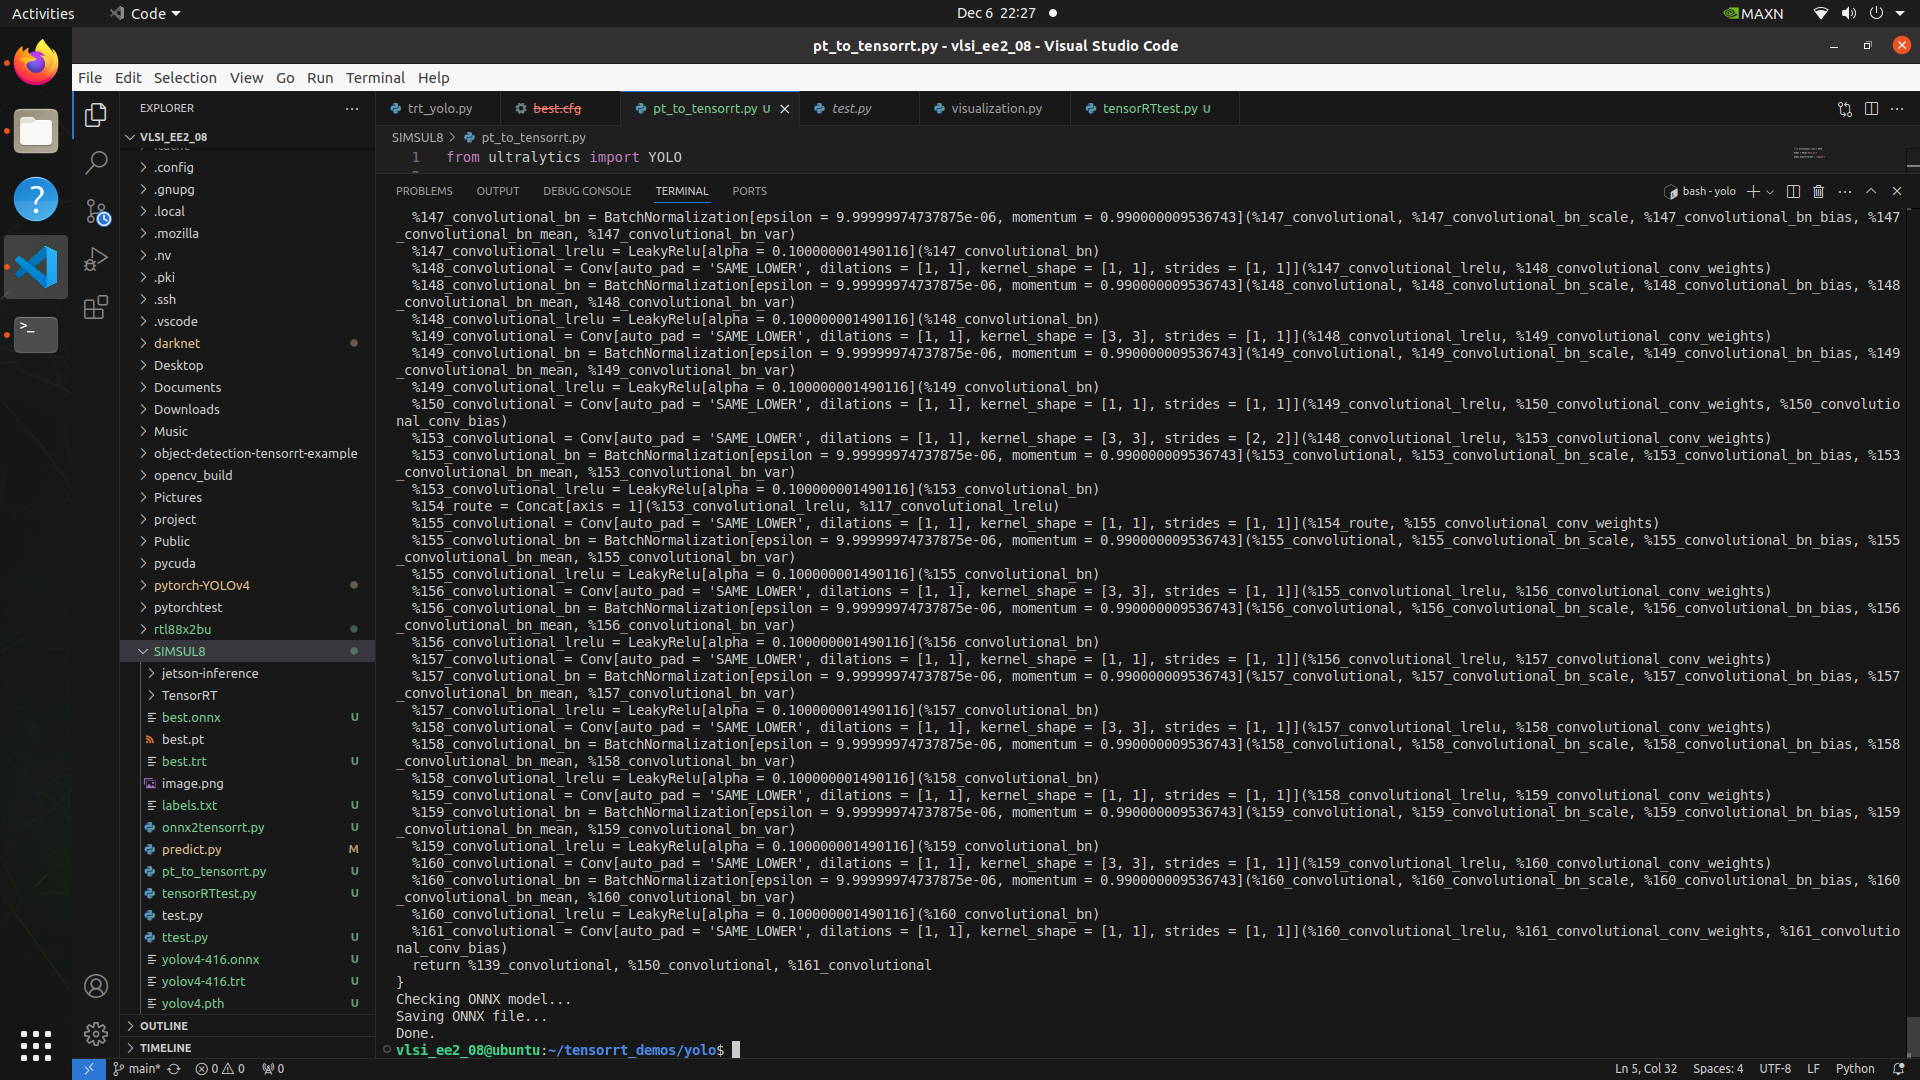 Activities
Code
Dec 6 22:27
MAXN
pt_to_tensorrt.py - vlsi_ee2_08 - Visual Studio Code
File Edit Selection View Go Run Terminal Help
EXPLORER
trt_yolo.py
best.cfg
pt_to_tensorrt.py U
test.py
visualization.py
tensorRTtest.py U
VLSI_EE2_08
SIMSUL8 > pt_to_tensorrt.py
1 from ultralytics import YOLO
PROBLEMS OUTPUT DEBUG CONSOLE TERMINAL PORTS
bash - yolo
.config
.gnupg
.local
.mozilla
.nv
.pki
.ssh
.vscode
darknet
Desktop
Documents
Downloads
Music
object-detection-tensorrt-example
opencv_build
Pictures
project
Public
pycuda
pytorch-YOLOv4
pytorchtest
rtl88x2bu
SIMSUL8
jetson-inference
TensorRT
best.onnx U
best.pt
best.trt U
image.png
labels.txt U
onnx2tensorrt.py U
predict.py M
pt_to_tensorrt.py U
tensorRTtest.py U
test.py
ttest.py U
yolov4-416.onnx U
yolov4-416.trt U
yolov4.pth U
OUTLINE
TIMELINE
%147_convolutional_bn = BatchNormalization[epsilon = 9.99999974737875e-06, momentum = 0.990000009536743](%147_convolutional, %147_convolutional_bn_scale, %147_convolutional_bn_bias, %147
_convolutional_bn_mean, %147_convolutional_bn_var)
%147_convolutional_lrelu = LeakyRelu[alpha = 0.100000001490116](%147_convolutional_bn)
%148_convolutional = Conv[auto_pad = 'SAME_LOWER', dilations = [1, 1], kernel_shape = [1, 1], strides = [1, 1]](%147_convolutional_lrelu, %148_convolutional_conv_weights)
%148_convolutional_bn = BatchNormalization[epsilon = 9.99999974737875e-06, momentum = 0.990000009536743](%148_convolutional, %148_convolutional_bn_scale, %148_convolutional_bn_bias, %148
_convolutional_bn_mean, %148_convolutional_bn_var)
%148_convolutional_lrelu = LeakyRelu[alpha = 0.100000001490116](%148_convolutional_bn)
%149_convolutional = Conv[auto_pad = 'SAME_LOWER', dilations = [1, 1], kernel_shape = [3, 3], strides = [1, 1]](%148_convolutional_lrelu, %149_convolutional_conv_weights)
%149_convolutional_bn = BatchNormalization[epsilon = 9.99999974737875e-06, momentum = 0.990000009536743](%149_convolutional, %149_convolutional_bn_scale, %149_convolutional_bn_bias, %149
_convolutional_bn_mean, %149_convolutional_bn_var)
%149_convolutional_lrelu = LeakyRelu[alpha = 0.100000001490116](%149_convolutional_bn)
%150_convolutional = Conv[auto_pad = 'SAME_LOWER', dilations = [1, 1], kernel_shape = [1, 1], strides = [1, 1]](%149_convolutional_lrelu, %150_convolutional_conv_weights, %150_convolutio
nal_conv_bias)
%153_convolutional = Conv[auto_pad = 'SAME_LOWER', dilations = [1, 1], kernel_shape = [3, 3], strides = [2, 2]](%148_convolutional_lrelu, %153_convolutional_conv_weights)
%153_convolutional_bn = BatchNormalization[epsilon = 9.99999974737875e-06, momentum = 0.990000009536743](%153_convolutional, %153_convolutional_bn_scale, %153_convolutional_bn_bias, %153
_convolutional_bn_mean, %153_convolutional_bn_var)
%153_convolutional_lrelu = LeakyRelu[alpha = 0.100000001490116](%153_convolutional_bn)
%154_route = Concat[axis = 1](%153_convolutional_lrelu, %117_convolutional_lrelu)
%155_convolutional = Conv[auto_pad = 'SAME_LOWER', dilations = [1, 1], kernel_shape = [1, 1], strides = [1, 1]](%154_route, %155_convolutional_conv_weights)
%155_convolutional_bn = BatchNormalization[epsilon = 9.99999974737875e-06, momentum = 0.990000009536743](%155_convolutional, %155_convolutional_bn_scale, %155_convolutional_bn_bias, %155
_convolutional_bn_mean, %155_convolutional_bn_var)
%155_convolutional_lrelu = LeakyRelu[alpha = 0.100000001490116](%155_convolutional_bn)
%156_convolutional = Conv[auto_pad = 'SAME_LOWER', dilations = [1, 1], kernel_shape = [3, 3], strides = [1, 1]](%155_convolutional_lrelu, %156_convolutional_conv_weights)
%156_convolutional_bn = BatchNormalization[epsilon = 9.99999974737875e-06, momentum = 0.990000009536743](%156_convolutional, %156_convolutional_bn_scale, %156_convolutional_bn_bias, %156
_convolutional_bn_mean, %156_convolutional_bn_var)
%156_convolutional_lrelu = LeakyRelu[alpha = 0.100000001490116](%156_convolutional_bn)
%157_convolutional = Conv[auto_pad = 'SAME_LOWER', dilations = [1, 1], kernel_shape = [1, 1], strides = [1, 1]](%156_convolutional_lrelu, %157_convolutional_conv_weights)
%157_convolutional_bn = BatchNormalization[epsilon = 9.99999974737875e-06, momentum = 0.990000009536743](%157_convolutional, %157_convolutional_bn_scale, %157_convolutional_bn_bias, %157
_convolutional_bn_mean, %157_convolutional_bn_var)
%157_convolutional_lrelu = LeakyRelu[alpha = 0.100000001490116](%157_convolutional_bn)
%158_convolutional = Conv[auto_pad = 'SAME_LOWER', dilations = [1, 1], kernel_shape = [3, 3], strides = [1, 1]](%157_convolutional_lrelu, %158_convolutional_conv_weights)
%158_convolutional_bn = BatchNormalization[epsilon = 9.99999974737875e-06, momentum = 0.990000009536743](%158_convolutional, %158_convolutional_bn_scale, %158_convolutional_bn_bias, %158
_convolutional_bn_mean, %158_convolutional_bn_var)
%158_convolutional_lrelu = LeakyRelu[alpha = 0.100000001490116](%158_convolutional_bn)
%159_convolutional = Conv[auto_pad = 'SAME_LOWER', dilations = [1, 1], kernel_shape = [1, 1], strides = [1, 1]](%158_convolutional_lrelu, %159_convolutional_conv_weights)
%159_convolutional_bn = BatchNormalization[epsilon = 9.99999974737875e-06, momentum = 0.990000009536743](%159_convolutional, %159_convolutional_bn_scale, %159_convolutional_bn_bias, %159
_convolutional_bn_mean, %159_convolutional_bn_var)
%159_convolutional_lrelu = LeakyRelu[alpha = 0.100000001490116](%159_convolutional_bn)
%160_convolutional = Conv[auto_pad = 'SAME_LOWER', dilations = [1, 1], kernel_shape = [3, 3], strides = [1, 1]](%159_convolutional_lrelu, %160_convolutional_conv_weights)
%160_convolutional_bn = BatchNormalization[epsilon = 9.99999974737875e-06, momentum = 0.990000009536743](%160_convolutional, %160_convolutional_bn_scale, %160_convolutional_bn_bias, %160
_convolutional_bn_mean, %160_convolutional_bn_var)
%160_convolutional_lrelu = LeakyRelu[alpha = 0.100000001490116](%160_convolutional_bn)
%161_convolutional = Conv[auto_pad = 'SAME_LOWER', dilations = [1, 1], kernel_shape = [1, 1], strides = [1, 1]](%160_convolutional_lrelu, %161_convolutional_conv_weights, %161_convolutio
nal_conv_bias)
return %139_convolutional, %150_convolutional, %161_convolutional
}
Checking ONNX model...
Saving ONNX file...
Done.
vlsi_ee2_08@ubuntu:~/tensorrt_demos/yolo$
main* 0 0 0
Ln 5, Col 32 Spaces: 4 UTF-8 LF Python